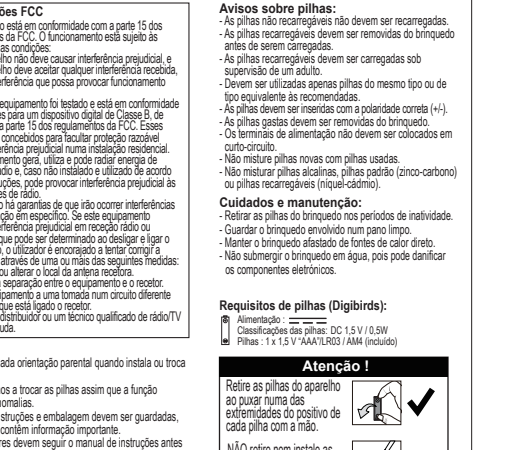 ões FCC
o está em conformidade com a parte 15 dos
s da FCC. O funcionamento está sujeito às
as condições:
elho não deve causar interferência prejudicial, e
elho deve aceitar qualquer interferência recebida,
erferência que possa provocar funcionamento
equipamento foi testado e está em conformidade
es para um dispositivo digital de Classe B, de
a parte 15 dos regulamentos da FCC. Esses
concebidos para facultar proteção razoável
erência prejudicial numa instalação residencial.
mento gera, utiliza e pode radiar energia de
ádio e, caso não instalado e utilizado de acordo
uções, pode provocar interferência prejudicial às
es de rádio.
o há garantias de que irão ocorrer interferências
ção em específico. Se este equipamento
erferência prejudicial em receção rádio ou
que pode ser determinado ao desligar e ligar o
o, o utilizador é encorajado a tentar corrigir a
através de uma ou mais das seguintes medidas:
ou alterar o local da antena recetora.
separação entre o equipamento e o recetor.
uipamento a uma tomada num circuito diferente
que está ligado o recetor.
distribuidor ou um técnico qualificado de rádio/TV
uda.
ada orientação parental quando instala ou troca
os a trocar as pilhas assim que a função
nomalias.
struções e embalagem devem ser guardadas,
contêm informação importante.
res devem seguir o manual de instruções antes
Avisos sobre pilhas:
- As pilhas não recarregáveis não devem ser recarregadas.
- As pilhas recarregáveis devem ser removidas do brinquedo
antes de serem carregadas.
- As pilhas recarregáveis devem ser carregadas sob
supervisão de um adulto.
- Devem ser utilizadas apenas pilhas do mesmo tipo ou de
tipo equivalente às recomendadas.
- As pilhas devem ser inseridas com a polaridade correta (+/-).
- As pilhas gastas devem ser removidas do brinquedo.
- Os terminais de alimentação não devem ser colocados em
curto-circuito.
- Não misture pilhas novas com pilhas usadas.
- Não misturar pilhas alcalinas, pilhas padrão (zinco-carbono)
ou pilhas recarregáveis (níquel-cádmio).
Cuidados e manutenção:
- Retirar as pilhas do brinquedo nos períodos de inatividade.
- Guardar o brinquedo envolvido num pano limpo.
- Manter o brinquedo afastado de fontes de calor direto.
- Não submergir o brinquedo em água, pois pode danificar
os componentes eletrónicos.
Requisitos de pilhas (Digibirds):
Alimentação :
Classificações das pilhas: DC 1,5 V / 0,5W
Pilhas : 1 x 1,5 V "AAA"/LR03 / AM4 (incluído)
Atenção !
Retire as pilhas do aparelho
ao puxar numa das
extremidades do positivo de
cada pilha com a mão.
NÃO retire nem instale as